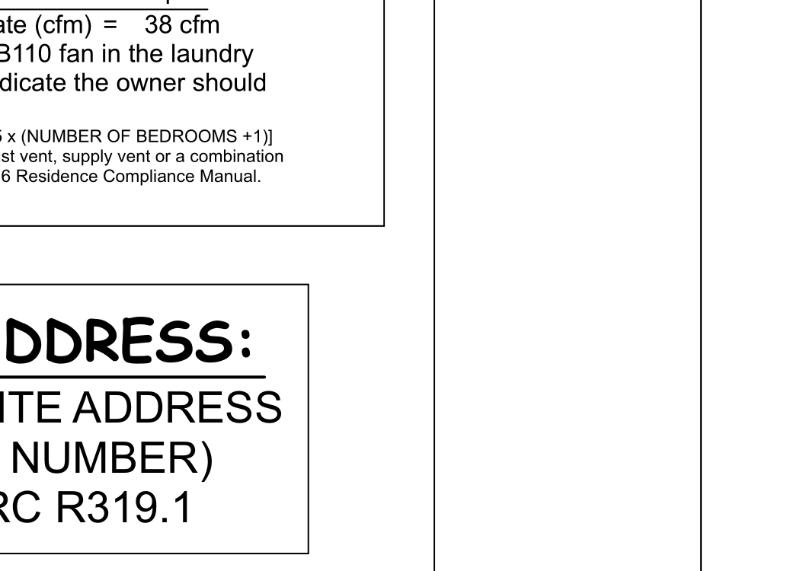 ate (cfm) = 38 cfm
B110 fan in the laundry
dicate the owner should
x (NUMBER OF BEDROOMS +1)]
st vent, supply vent or a combination
6 Residence Compliance Manual.
DDRESS:
ITE ADDRESS
NUMBER)
RC R319.1